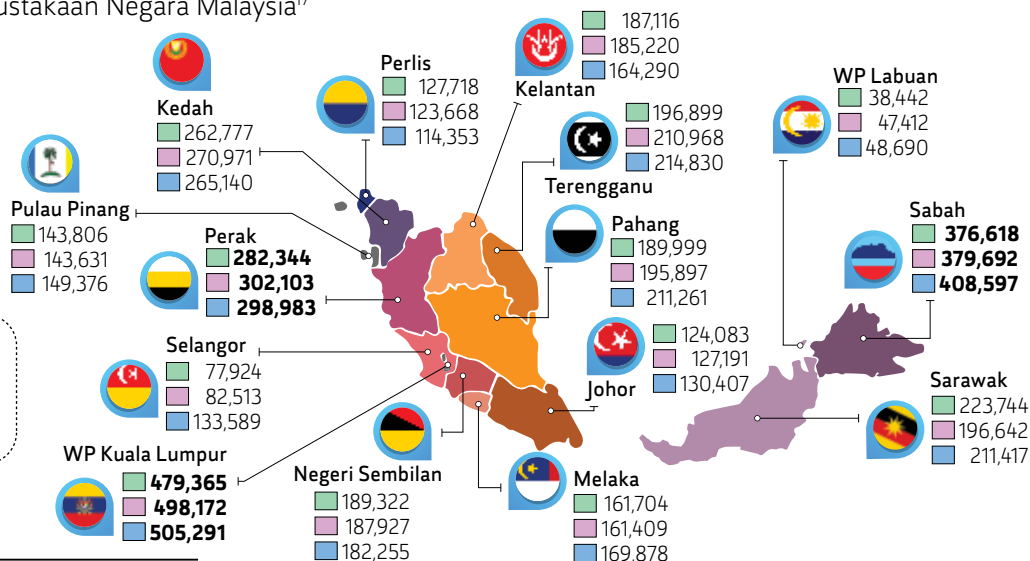 ustakaan Negara Malaysia¹⁷
Kedah
262,777
270,971
265,140
Perlis
127,718
123,668
114,353
187,116
185,220
164,290
Kelantan
196,899
210,968
214,830
Terengganu
WP Labuan
38,442
47,412
48,690
Pulau Pinang
143,806
143,631
149,376
Perak
282,344
302,103
298,983
Pahang
189,999
195,897
211,261
Sabah
376,618
379,692
408,597
Selangor
77,924
82,513
133,589
124,083
127,191
130,407
Johor
Sarawak
223,744
196,642
211,417
WP Kuala Lumpur
479,365
498,172
505,291
Negeri Sembilan
189,322
187,927
182,255
Melaka
161,704
161,409
169,878